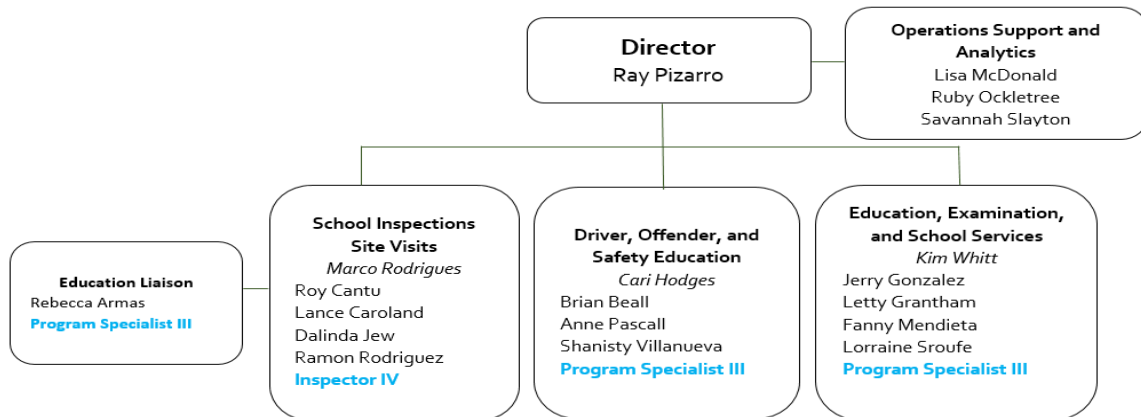 Director
Ray Pizarro
Operations Support and
Analytics
Lisa McDonald
Ruby Ockletree
Savannah Slayton
Education Liaison
Rebecca Armas
Program Specialist III
School Inspections
Site Visits
Marco Rodrigues
Roy Cantu
Lance Caroland
Dalinda Jew
Ramon Rodriguez
Inspector IV
Driver, Offender, and
Safety Education
Cari Hodges
Brian Beall
Anne Pascall
Shanisty Villanueva
Program Specialist III
Education, Examination,
and School Services
Kim Whitt
Jerry Gonzalez
Letty Grantham
Fanny Mendieta
Lorraine Sroufe
Program Specialist III